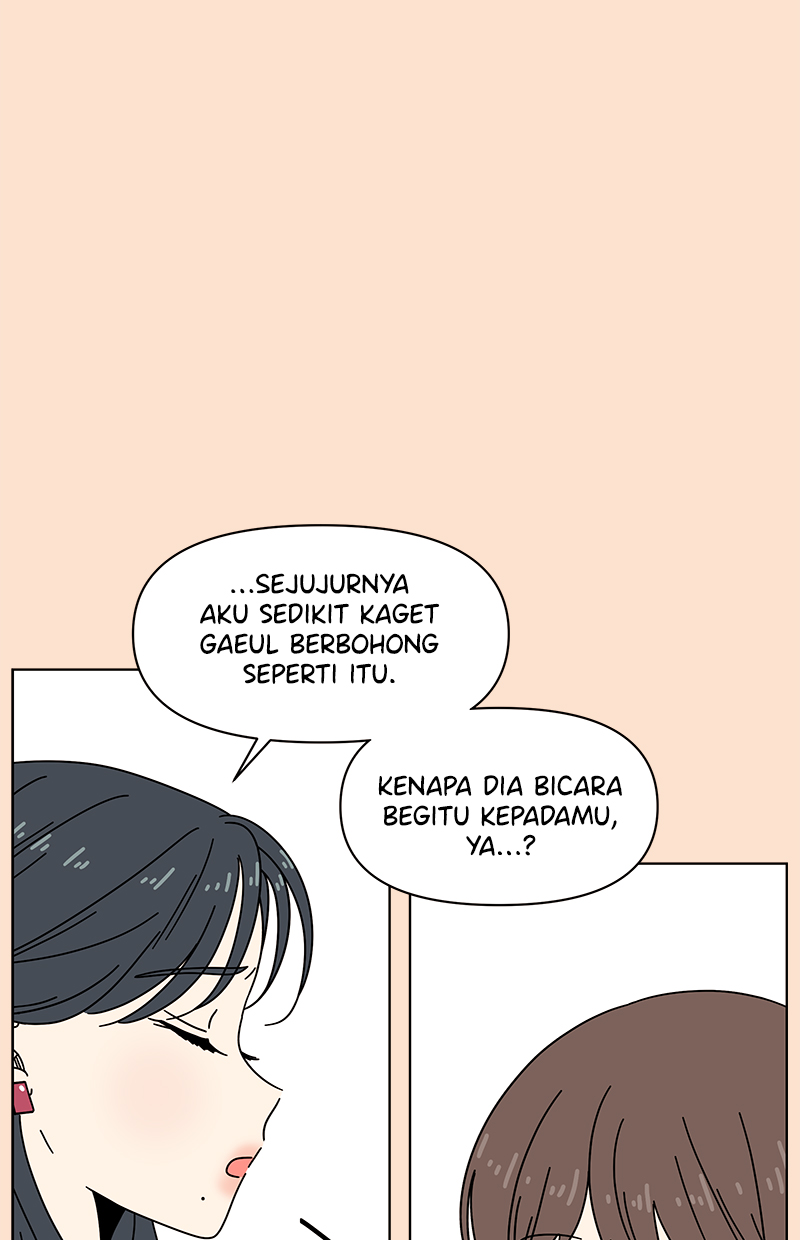 ...SEJUJURNYA
AKU SEDIKIT KAGET
GAEUL BERBOHONG
SEPERTI ITU.
KENAPA DIA BICARA
BEGITU KEPADAMU,
YA...?